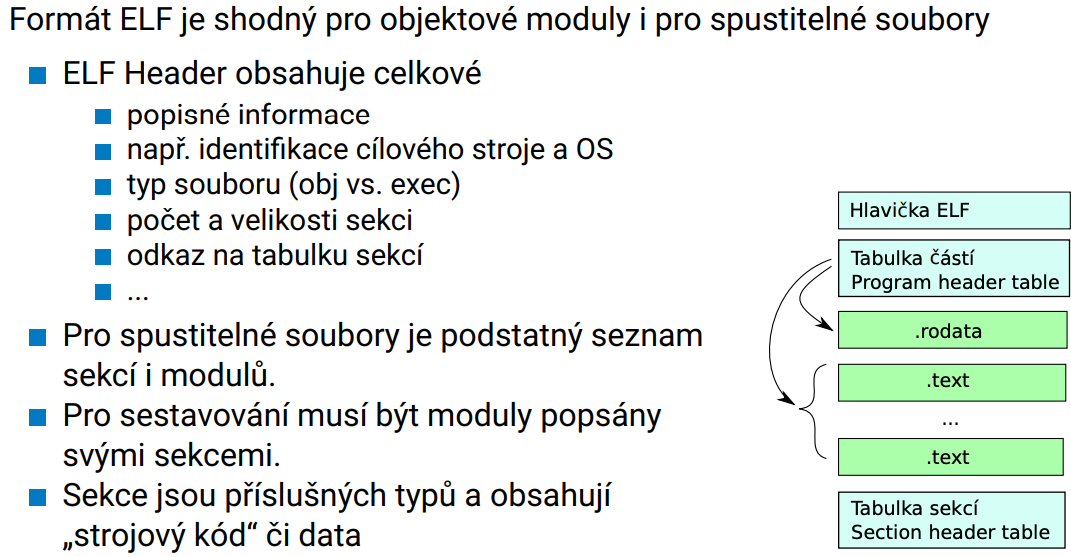 Formát ELF je shodný pro objektové moduly i pro spustitelné soubory
ELF Header obsahuje celkové
popisné informace
např. identifikace cílového stroje a OS
typ souboru (obj vs. exec)
počet a velikosti sekci
odkaz na tabulku sekcí
...
Pro spustitelné soubory je podstatný seznam
sekcí i modulů.
Pro sestavování musí být moduly popsány
svými sekcemi.
Sekce jsou příslušných typů a obsahují
„strojový kód“ či data
Hlavička ELF
Tabulka částí
Program header table
.rodata
.text
...
.text
Tabulka sekcí
Section header table